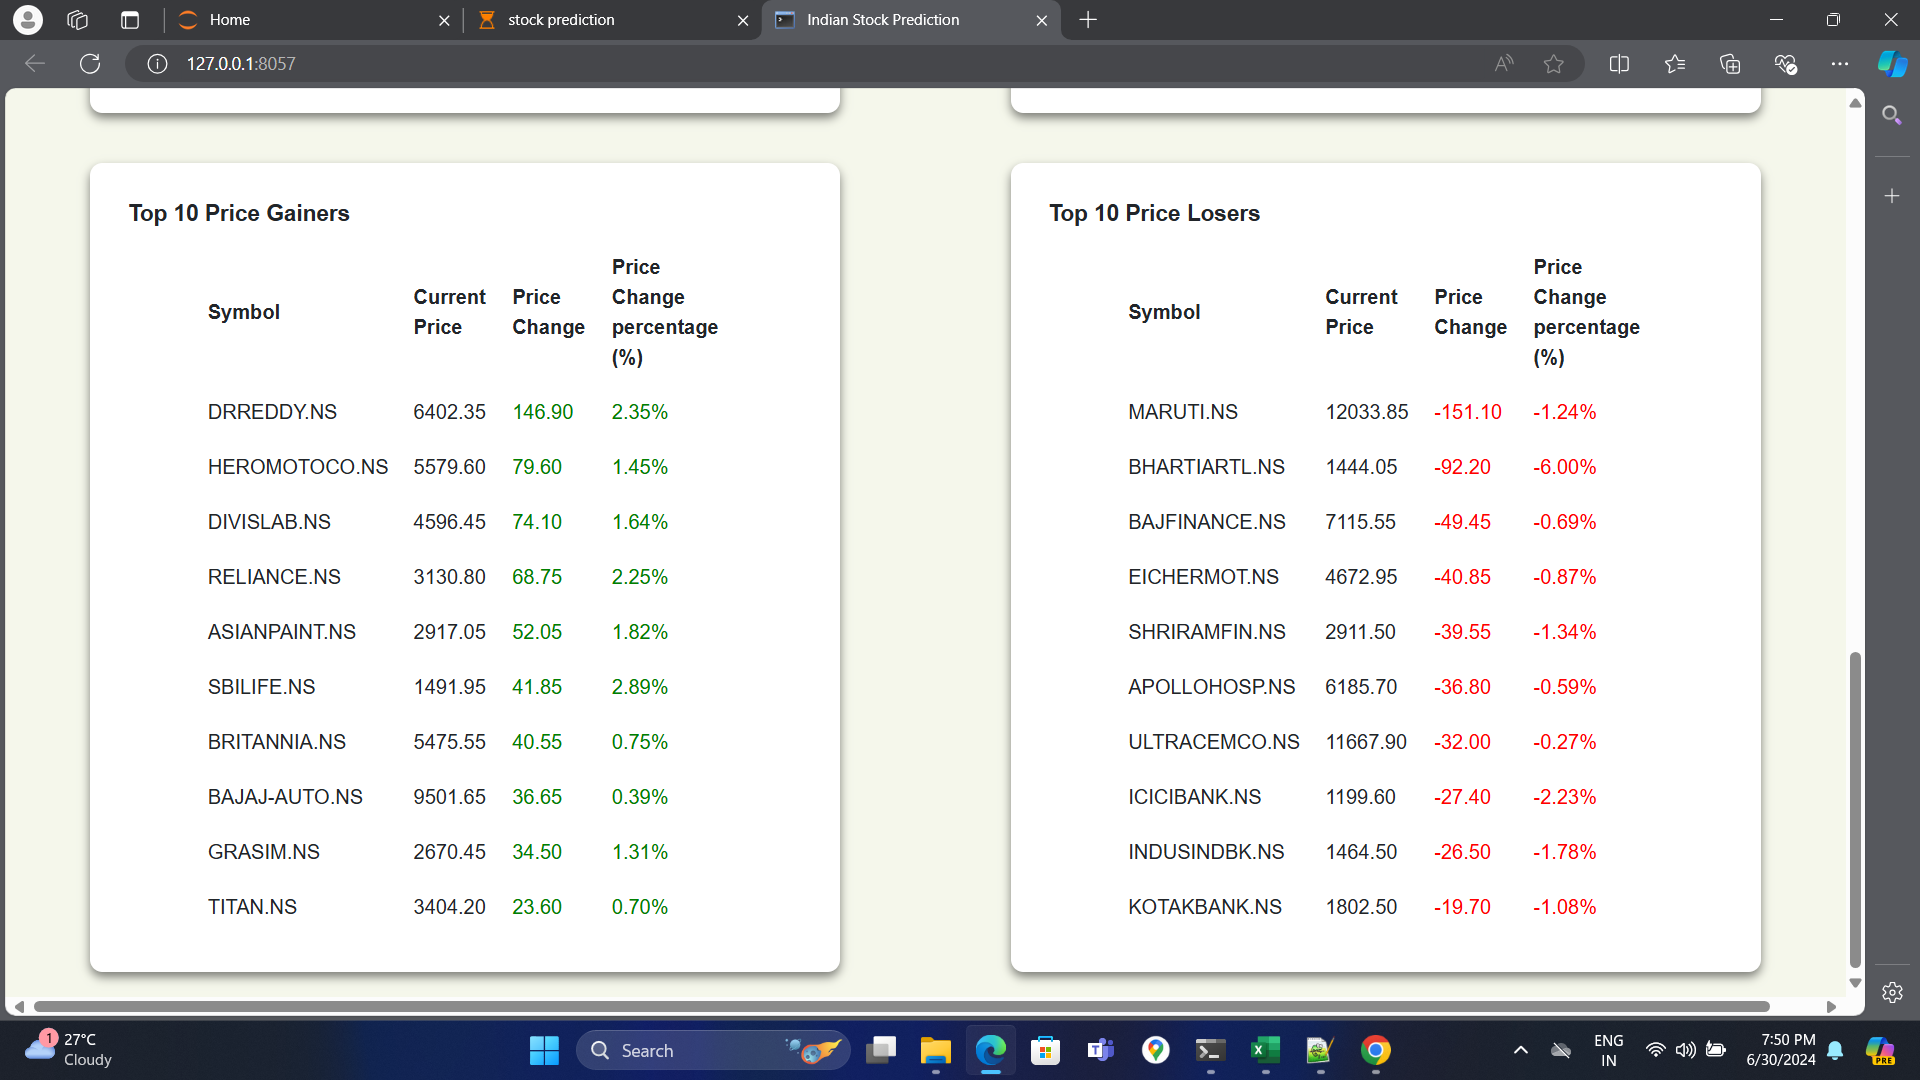 Home
stock prediction
Indian Stock Prediction
127.0.0.1:8057
Top 10 Price Gainers
Symbol Current Price Price Change Price Change percentage (%)
DRREDDY.NS 6402.35 146.90 2.35%
HEROMOTOCO.NS 5579.60 79.60 1.45%
DIVISLAB.NS 4596.45 74.10 1.64%
RELIANCE.NS 3130.80 68.75 2.25%
ASIANPAINT.NS 2917.05 52.05 1.82%
SBILIFE.NS 1491.95 41.85 2.89%
BRITANNIA.NS 5475.55 40.55 0.75%
BAJAJ-AUTO.NS 9501.65 36.65 0.39%
GRASIM.NS 2670.45 34.50 1.31%
TITAN.NS 3404.20 23.60 0.70%
Top 10 Price Losers
Symbol Current Price Price Change Price Change percentage (%)
MARUTI.NS 12033.85 -151.10 -1.24%
BHARTIARTL.NS 1444.05 -92.20 -6.00%
BAJFINANCE.NS 7115.55 -49.45 -0.69%
EICHERMOT.NS 4672.95 -40.85 -0.87%
SHRIRAMFIN.NS 2911.50 -39.55 -1.34%
APOLLOHOSP.NS 6185.70 -36.80 -0.59%
ULTRACEMCO.NS 11667.90 -32.00 -0.27%
ICICIBANK.NS 1199.60 -27.40 -2.23%
INDUSINDBK.NS 1464.50 -26.50 -1.78%
KOTAKBANK.NS 1802.50 -19.70 -1.08%
1
27°C
Cloudy
Search
PRE
ENG
IN
7:50 PM
6/30/2024